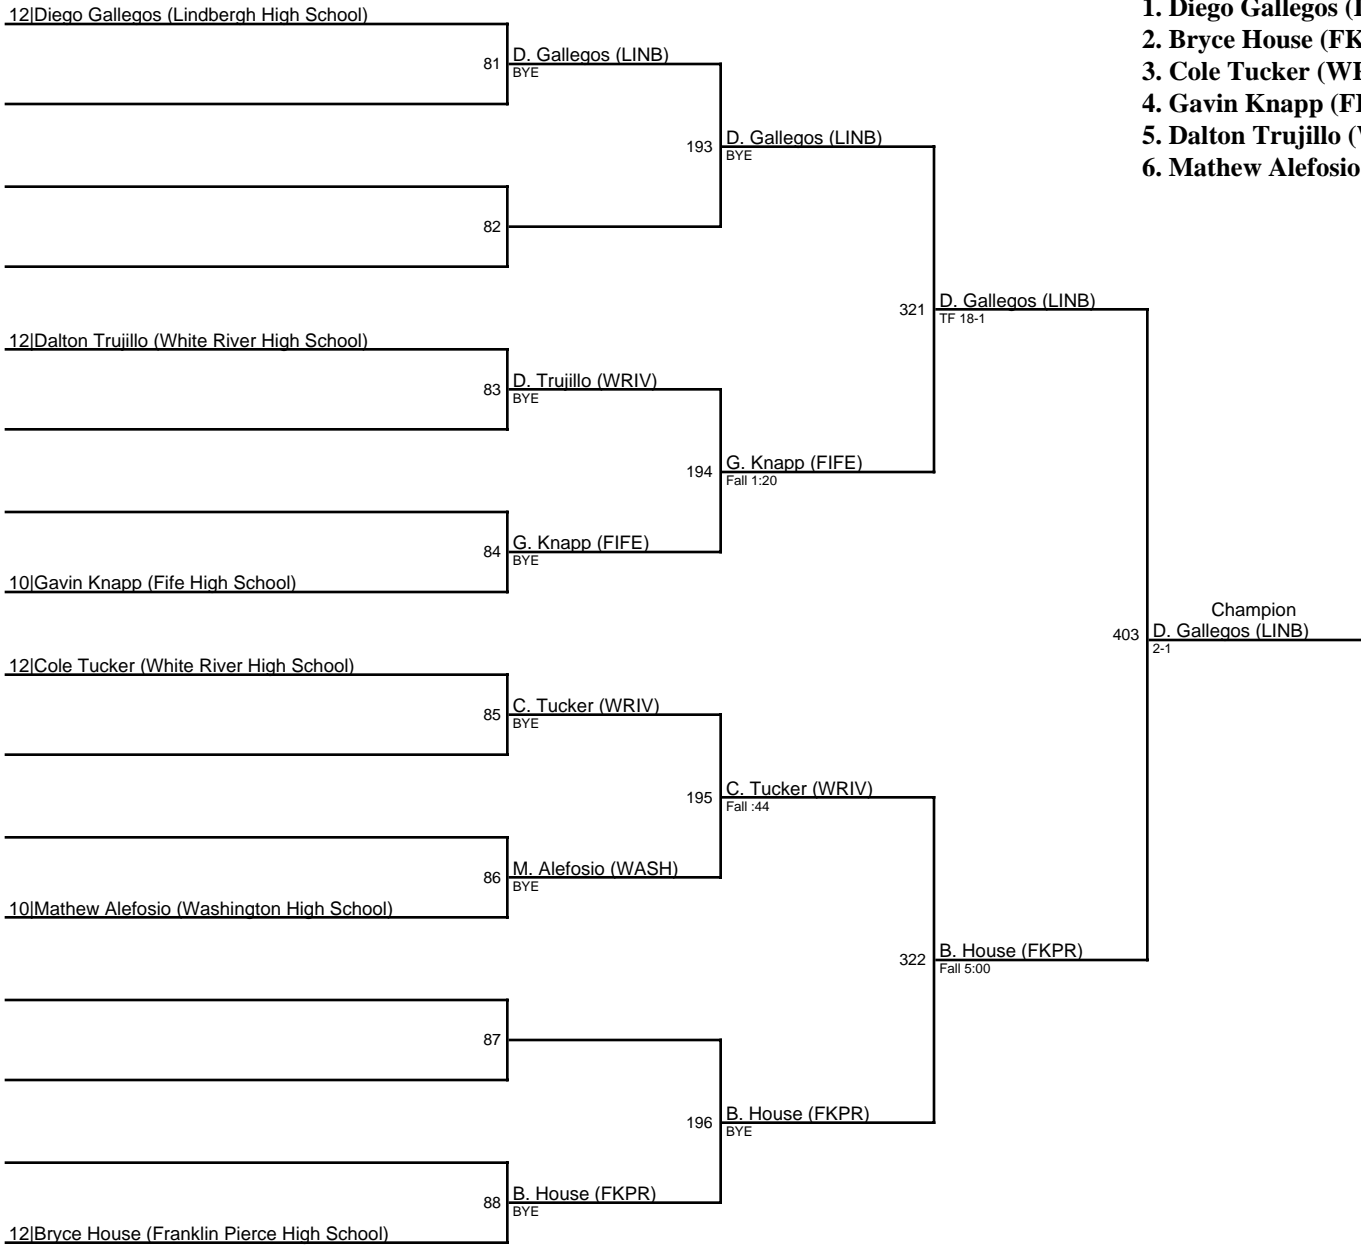 12|Diego Gallegos (Lindbergh High School)
1. Diego Gallegos
2. Bryce House
3. Cole Tucker
4. Gavin Knapp
5. Dalton Trujillo
6. Mathew Alefosio
81
D. Gallegos (LINB)
BYE
193
D. Gallegos (LINB)
BYE
82
321
D. Gallegos (LINB)
TF 18-1
12|Dalton Trujillo (White River High School)
83
D. Trujillo (WRIV)
BYE
194
G. Knapp (FIFE)
Fall 1:20
84
G. Knapp (FIFE)
BYE
10|Gavin Knapp (Fife High School)
Champion
403
D. Gallegos (LINB)
2-1
12|Cole Tucker (White River High School)
85
C. Tucker (WRIV)
BYE
195
C. Tucker (WRIV)
Fall :44
86
M. Alefosio (WASH)
BYE
10|Mathew Alefosio (Washington High School)
322
B. House (FKPR)
Fall 5:00
87
196
B. House (FKPR)
BYE
88
B. House (FKPR)
BYE
12|Bryce House (Franklin Pierce High School)